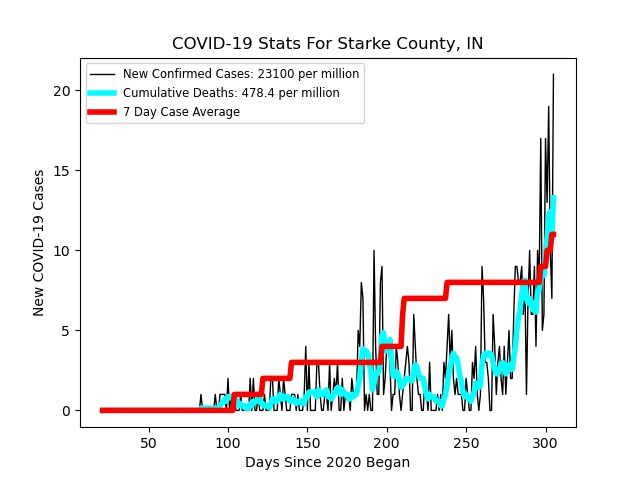 COVID-19 Stats For Starke County, IN
New Confirmed Cases: 23100 per million
Cumulative Deaths: 478.4 per million
7 Day Case Average
New COVID-19 Cases
20
15
10
5
0
50 100 150 200 250 300
Days Since 2020 Began